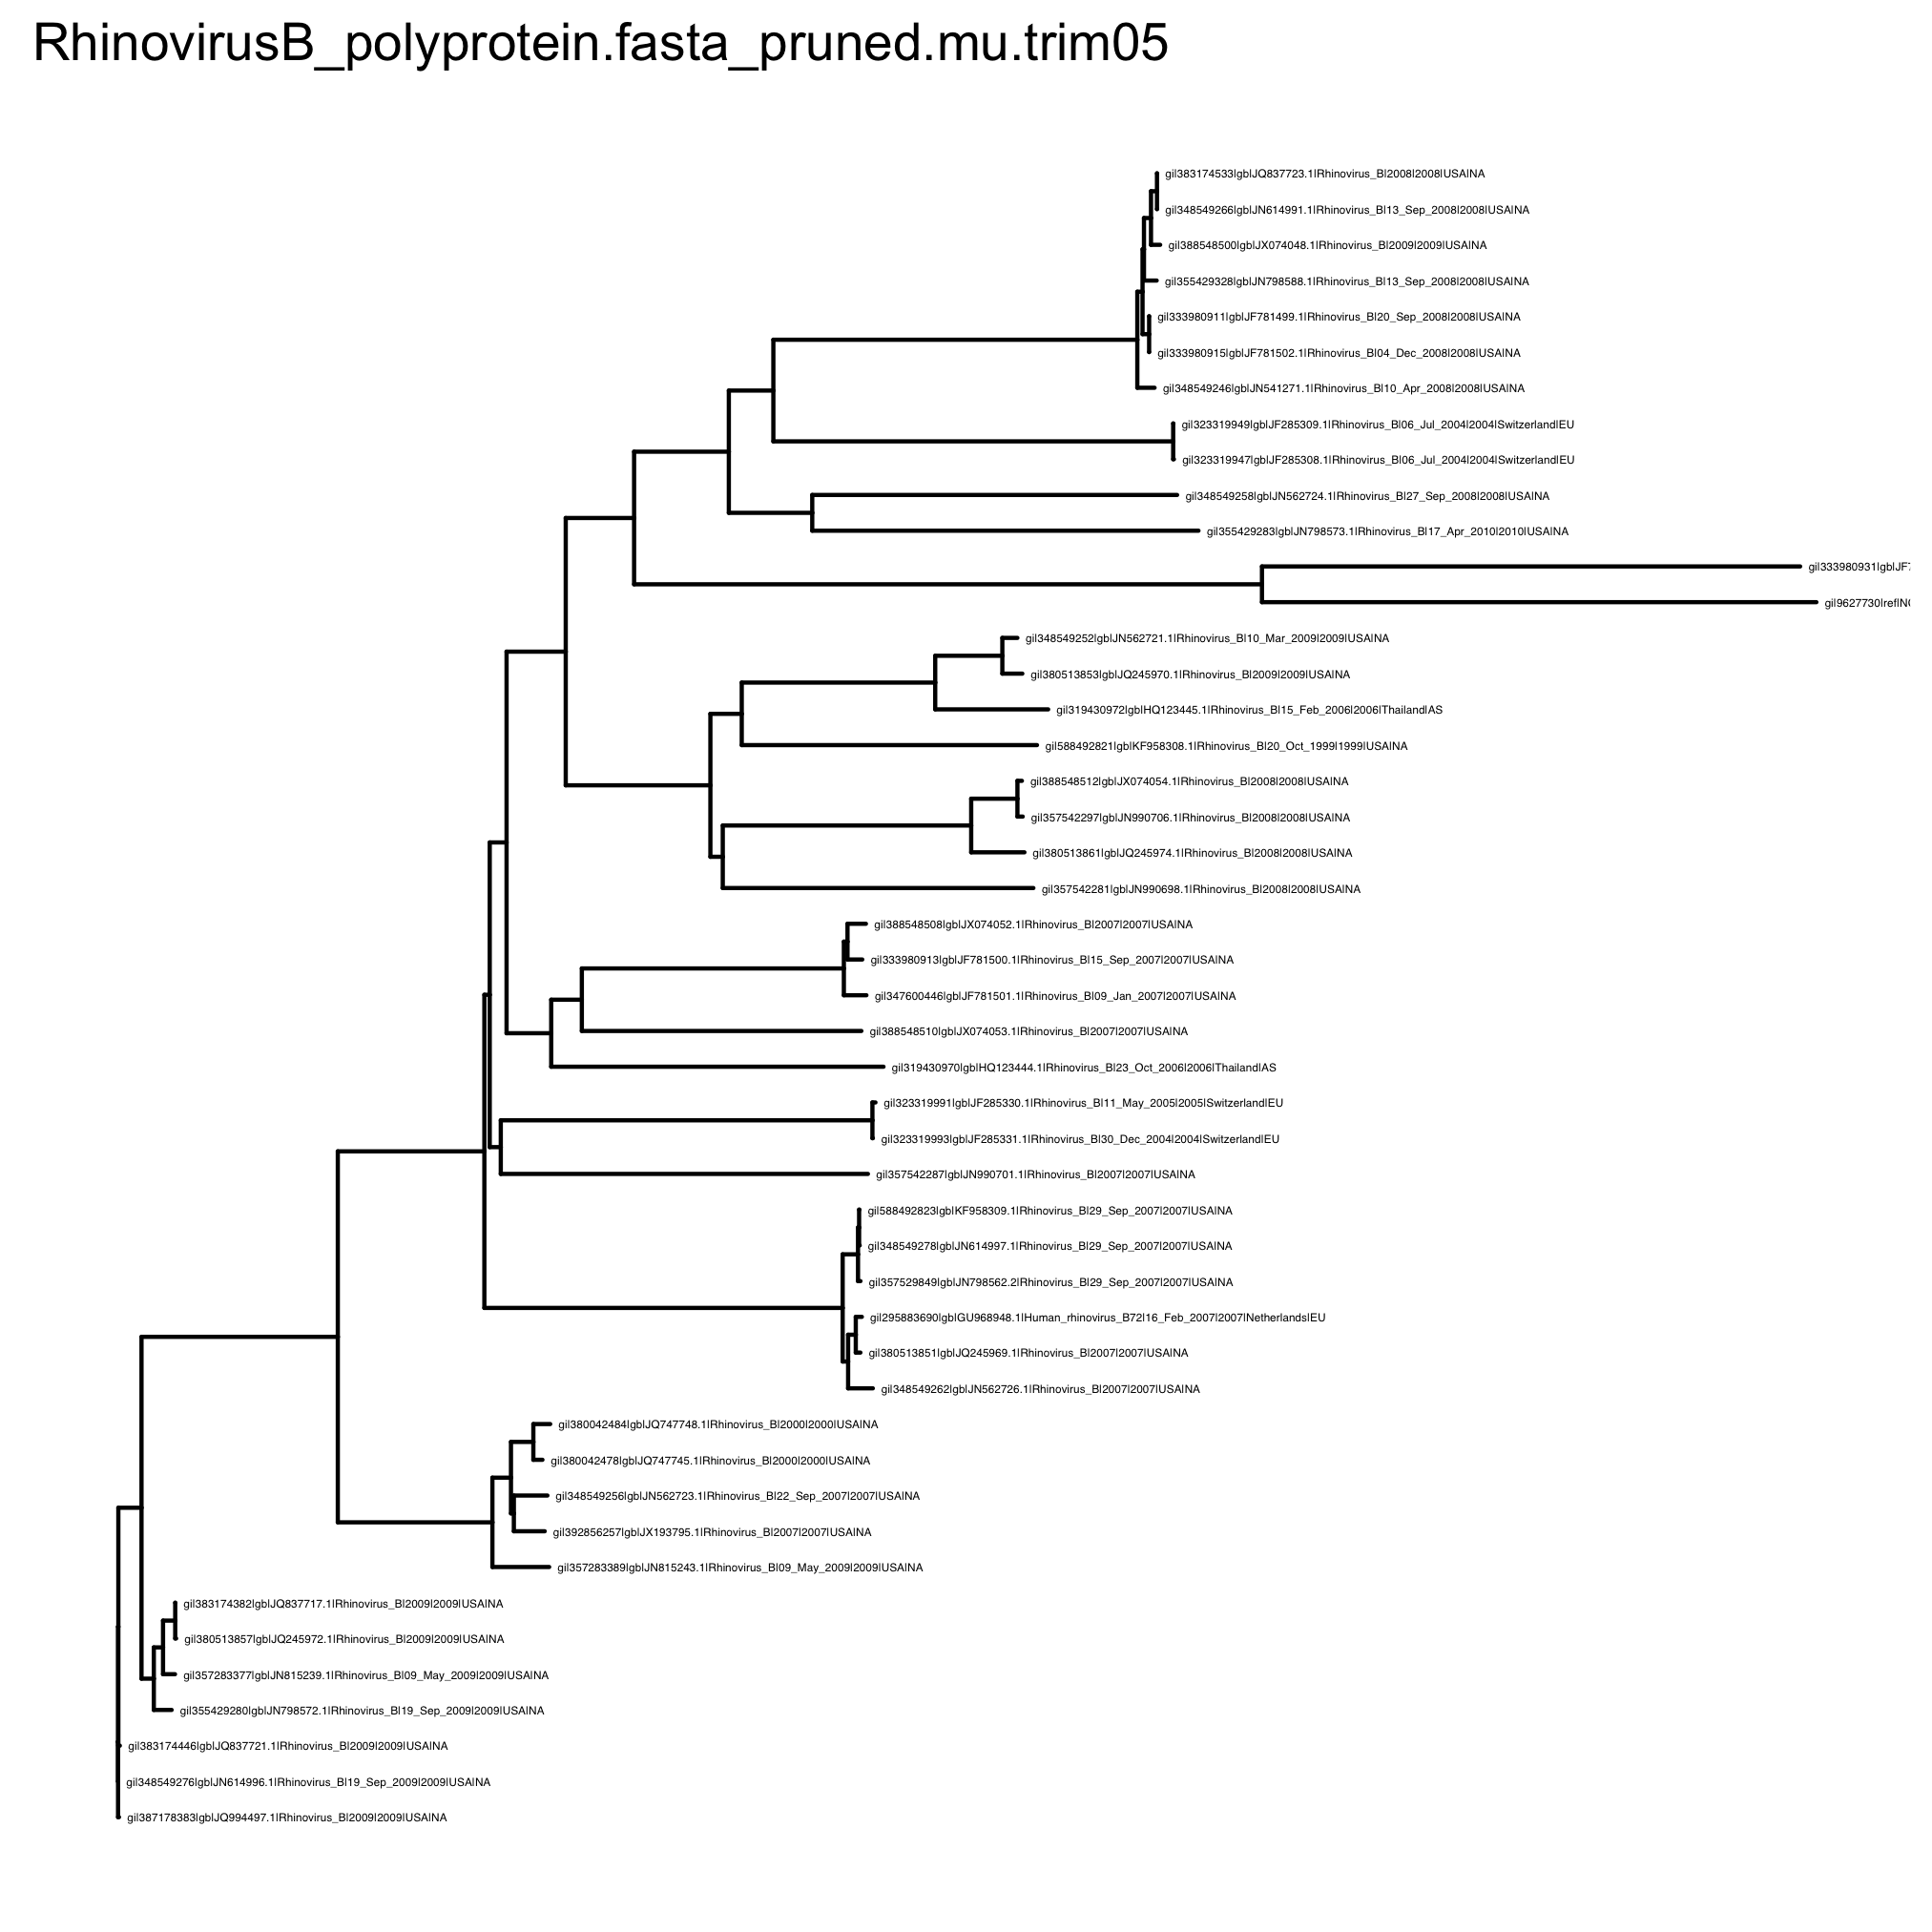 RhinovirusB_polyprotein.fasta_pruned.mu.trim05
gi|383174533|gb|JQ837723.1|Rhinovirus_B|2008|2008|USA|NA
gi|348549266|gb|JN614991.1|Rhinovirus_B|13_Sep_2008|2008|USA|NA
gi|388548500|gb|JX074048.1|Rhinovirus_B|2009|2009|USA|NA
gi|355429328|gb|JN798588.1|Rhinovirus_B|13_Sep_2008|2008|USA|NA
gi|333980911|gb|JF781499.1|Rhinovirus_B|20_Sep_2008|2008|USA|NA
gi|333980915|gb|JF781502.1|Rhinovirus_B|04_Dec_2008|2008|USA|NA
gi|348549246|gb|JN541271.1|Rhinovirus_B|10_Apr_2008|2008|USA|NA
gi|323319949|gb|JF285309.1|Rhinovirus_B|06_Jul_2004|2004|Switzerland|EU
gi|323319947|gb|JF285308.1|Rhinovirus_B|06_Jul_2004|2004|Switzerland|EU
gi|348549258|gb|JN562724.1|Rhinovirus_B|27_Sep_2008|2008|USA|NA
gi|355429283|gb|JN798573.1|Rhinovirus_B|17_Apr_2010|2010|USA|NA
gi|333980931|gb|JF
gi|9627730|ref|N
gi|348549252|gb|JN562721.1|Rhinovirus_B|10_Mar_2009|2009|USA|NA
gi|380513853|gb|JQ245970.1|Rhinovirus_B|2009|2009|USA|NA
gi|319430972|gb|HQ123445.1|Rhinovirus_B|15_Feb_2006|2006|Thailand|AS
gi|588492821|gb|KF958308.1|Rhinovirus_B|20_Oct_1999|1999|USA|NA
gi|388548512|gb|JX074054.1|Rhinovirus_B|2008|2008|USA|NA
gi|357542297|gb|JN990706.1|Rhinovirus_B|2008|2008|USA|NA
gi|380513861|gb|JQ245974.1|Rhinovirus_B|2008|2008|USA|NA
gi|357542281|gb|JN990698.1|Rhinovirus_B|2008|2008|USA|NA
gi|388548508|gb|JX074052.1|Rhinovirus_B|2007|2007|USA|NA
gi|333980913|gb|JF781500.1|Rhinovirus_B|15_Sep_2007|2007|USA|NA
gi|347600446|gb|JF781501.1|Rhinovirus_B|09_Jan_2007|2007|USA|NA
gi|388548510|gb|JX074053.1|Rhinovirus_B|2007|2007|USA|NA
gi|319430970|gb|HQ123444.1|Rhinovirus_B|23_Oct_2006|2006|Thailand|AS
gi|323319991|gb|JF285330.1|Rhinovirus_B|11_May_2005|2005|Switzerland|EU
gi|323319993|gb|JF285331.1|Rhinovirus_B|30_Dec_2004|2004|Switzerland|EU
gi|357542287|gb|JN990701.1|Rhinovirus_B|2007|2007|USA|NA
gi|588492823|gb|KF958309.1|Rhinovirus_B|29_Sep_2007|2007|USA|NA
gi|348549278|gb|JN614997.1|Rhinovirus_B|29_Sep_2007|2007|USA|NA
gi|357529849|gb|JN798562.2|Rhinovirus_B|29_Sep_2007|2007|USA|NA
gi|295883690|gb|GU968948.1|Human_rhinovirus_B72|16_Feb_2007|2007|Netherlands|EU
gi|380513851|gb|JQ245969.1|Rhinovirus_B|2007|2007|USA|NA
gi|348549262|gb|JN562726.1|Rhinovirus_B|2007|2007|USA|NA
gi|380042484|gb|JQ747748.1|Rhinovirus_B|2000|2000|USA|NA
gi|380042478|gb|JQ747745.1|Rhinovirus_B|2000|2000|USA|NA
gi|348549256|gb|JN562723.1|Rhinovirus_B|22_Sep_2007|2007|USA|NA
gi|392856257|gb|JX193795.1|Rhinovirus_B|2007|2007|USA|NA
gi|357283389|gb|JN815243.1|Rhinovirus_B|09_May_2009|2009|USA|NA
gi|383174382|gb|JQ837717.1|Rhinovirus_B|2009|2009|USA|NA
gi|380513857|gb|JQ245972.1|Rhinovirus_B|2009|2009|USA|NA
gi|357283377|gb|JN815239.1|Rhinovirus_B|09_May_2009|2009|USA|NA
gi|355429280|gb|JN798572.1|Rhinovirus_B|19_Sep_2009|2009|USA|NA
gi|383174446|gb|JQ837721.1|Rhinovirus_B|2009|2009|USA|NA
gi|348549276|gb|JN614996.1|Rhinovirus_B|19_Sep_2009|2009|USA|NA
gi|387178383|gb|JQ994497.1|Rhinovirus_B|2009|2009|USA|NA